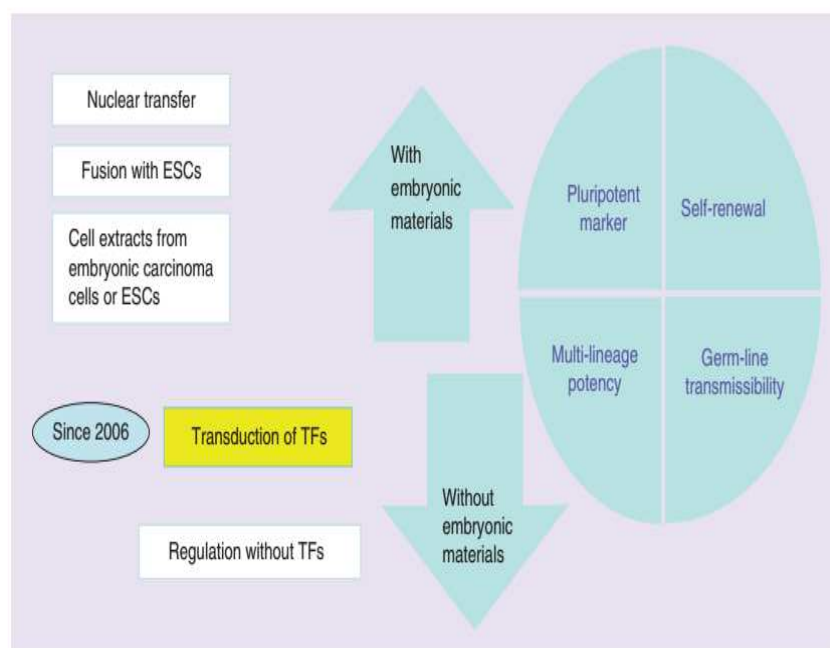 Nuclear transfer
Fusion with ESCs
Cell extracts from
embryonic carcinoma
cells or ESCs
With
embryonic
materials
Pluripotent
marker
Self-renewal
Multi-lineage
potency
Germ-line
transmissibility
Since 2006
Transduction of TFs
Without
embryonic
materials
Regulation without TFs